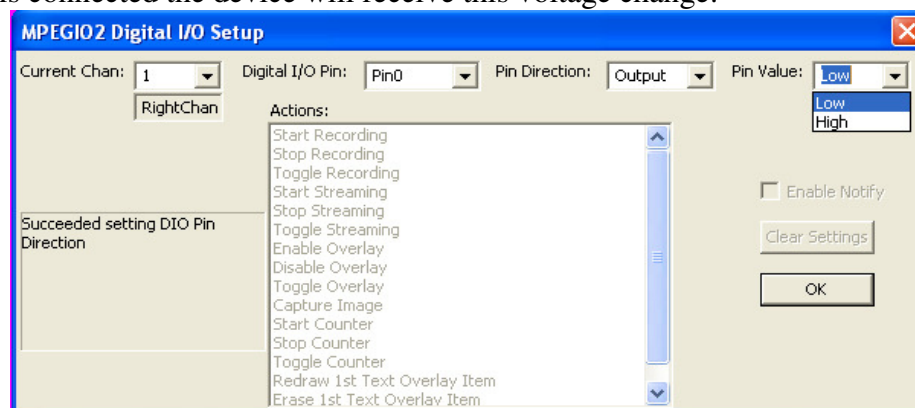 is connected the device will receive this voltage change.
MPEGIO2 Digital I/O Setup
Current Chan: 1 Digital I/O Pin: Pin0 Pin Direction: Output Pin Value: Low
RightChan
Low
High
Actions:
Start Recording
Stop Recording
Toggle Recording
Start Streaming
Stop Streaming
Toggle Streaming
Enable Overlay
Disable Overlay
Toggle Overlay
Capture Image
Start Counter
Stop Counter
Toggle Counter
Redraw 1st Text Overlay Item
Erase 1st Text Overlay Item
Succeeded setting DIO Pin
Direction
Enable Notify
Clear Settings
OK